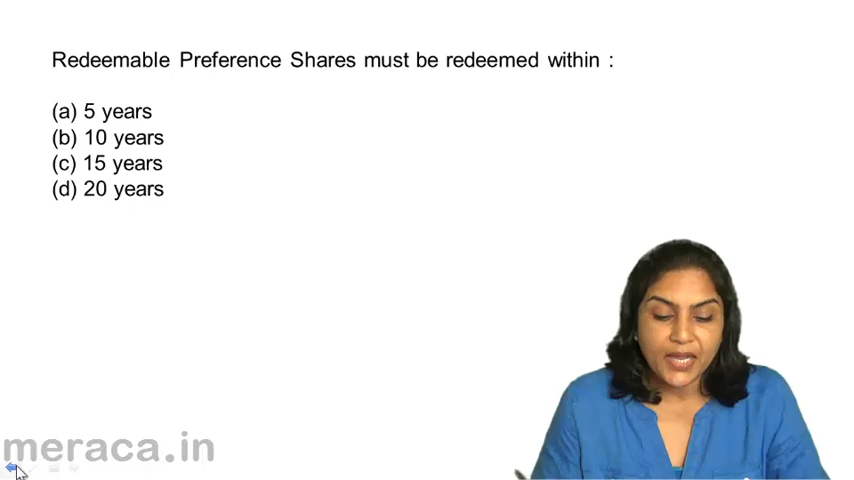 Redeemable Preference Shares must be redeemed within :
(a) 5 years
(b) 10 years
(c) 15 years
(d) 20 years
meraca.in